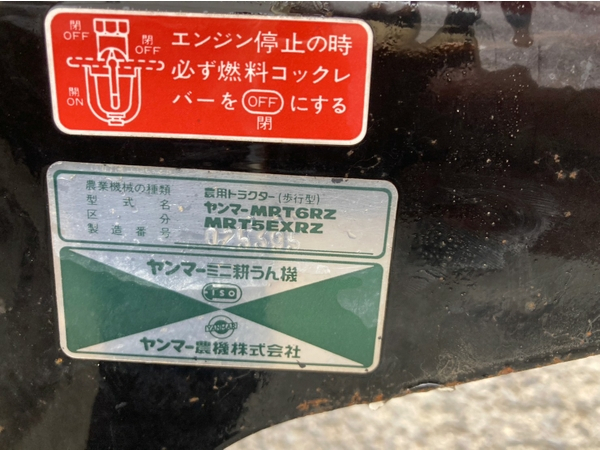 閉
OFF
閉
OFF
開
ON
エンジン停止の時
必ず燃料コックレ
バーを OFF にする
閉
農業機械の種類 農用トラクター(歩行型)
型式名 ヤンマーMRT6RZ
区分 MRT5EXRZ
製造番号
ヤンマーミニ耕うん機
ISO
YANMAR
ヤンマー農機株式会社